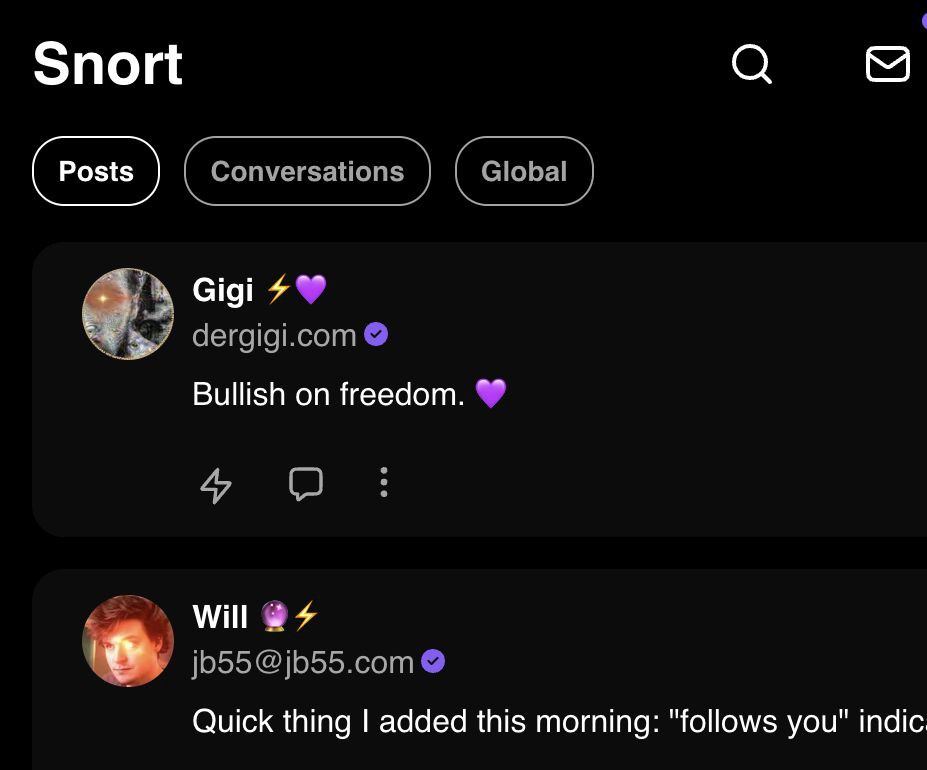 Snort
Posts Conversations Global
Gigi ⚡💜
dergigi.com
Bullish on freedom. 💜
Will 🔮⚡
jb55@jb55.com
Quick thing I added this morning: "follows you"